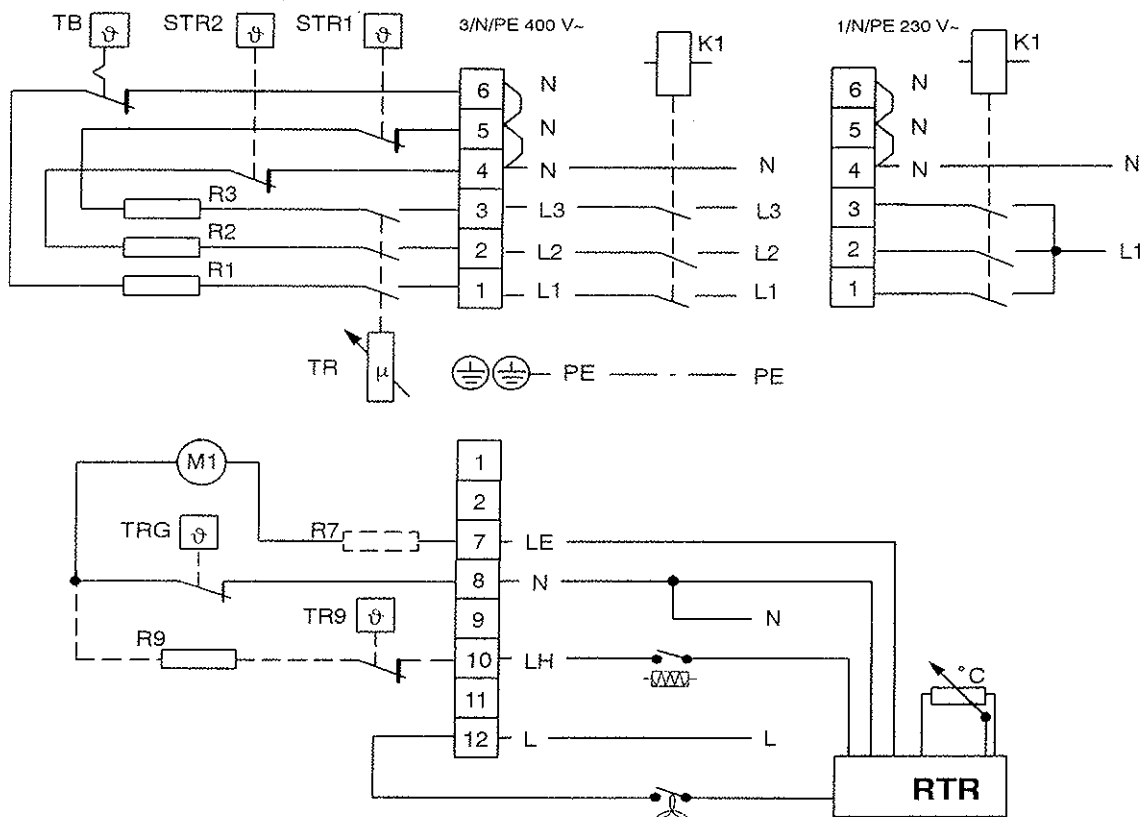 TB ϑ STR2 ϑ STR1 ϑ 3/N/PE 400 V~ K1 1/N/PE 230 V~ K1
6 N 6 N
5 N 5 N
4 N N 4 N N
R3 3 L3 L3 3
R2 2 L2 L2 2 L1
R1 1 L1 L1 1
TR μ PE PE
M1 1
2
TRG ϑ R7 7 LE
8 N
TR9 ϑ 9 N
R9 10 LH °C
11
12 L L
RTR